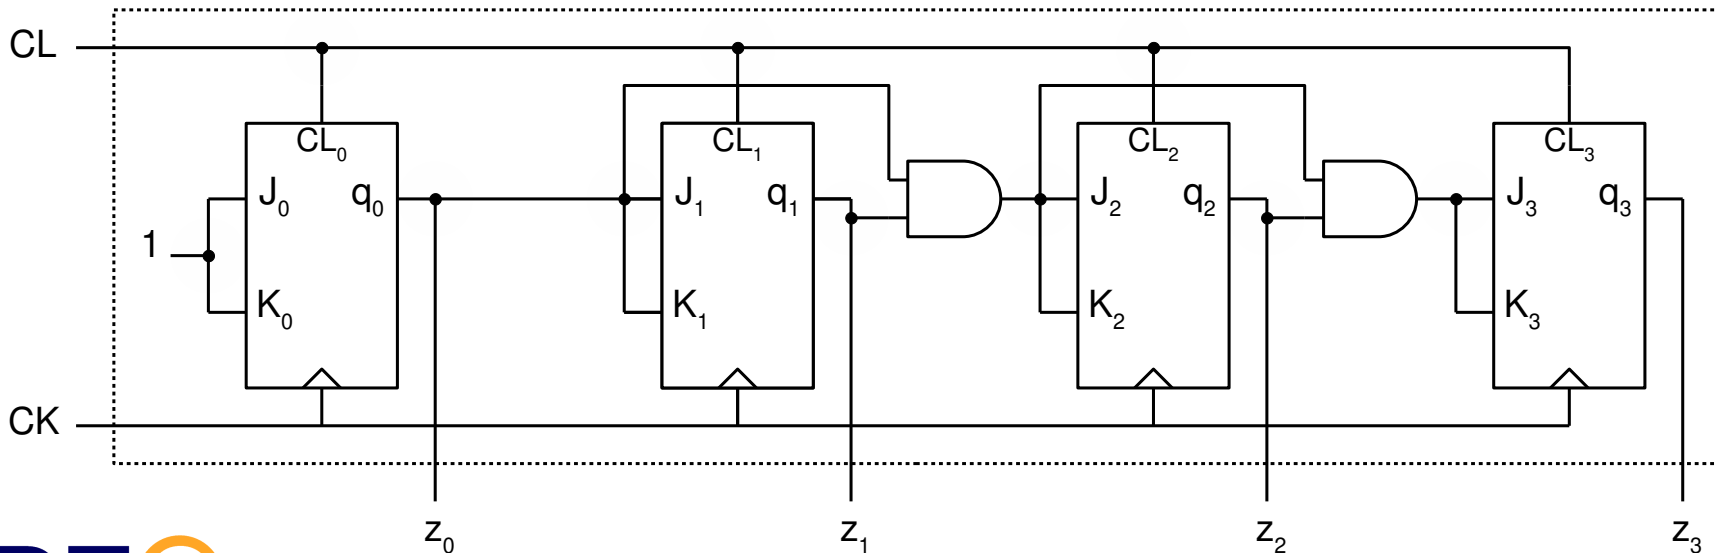 CL
CL₀ CL₁ CL₂ CL₃
J₀ q₀ J₁ q₁ J₂ q₂ J₃ q₃
1
K₀ K₁ K₂ K₃
CK
z₀ z₁ z₂ z₃